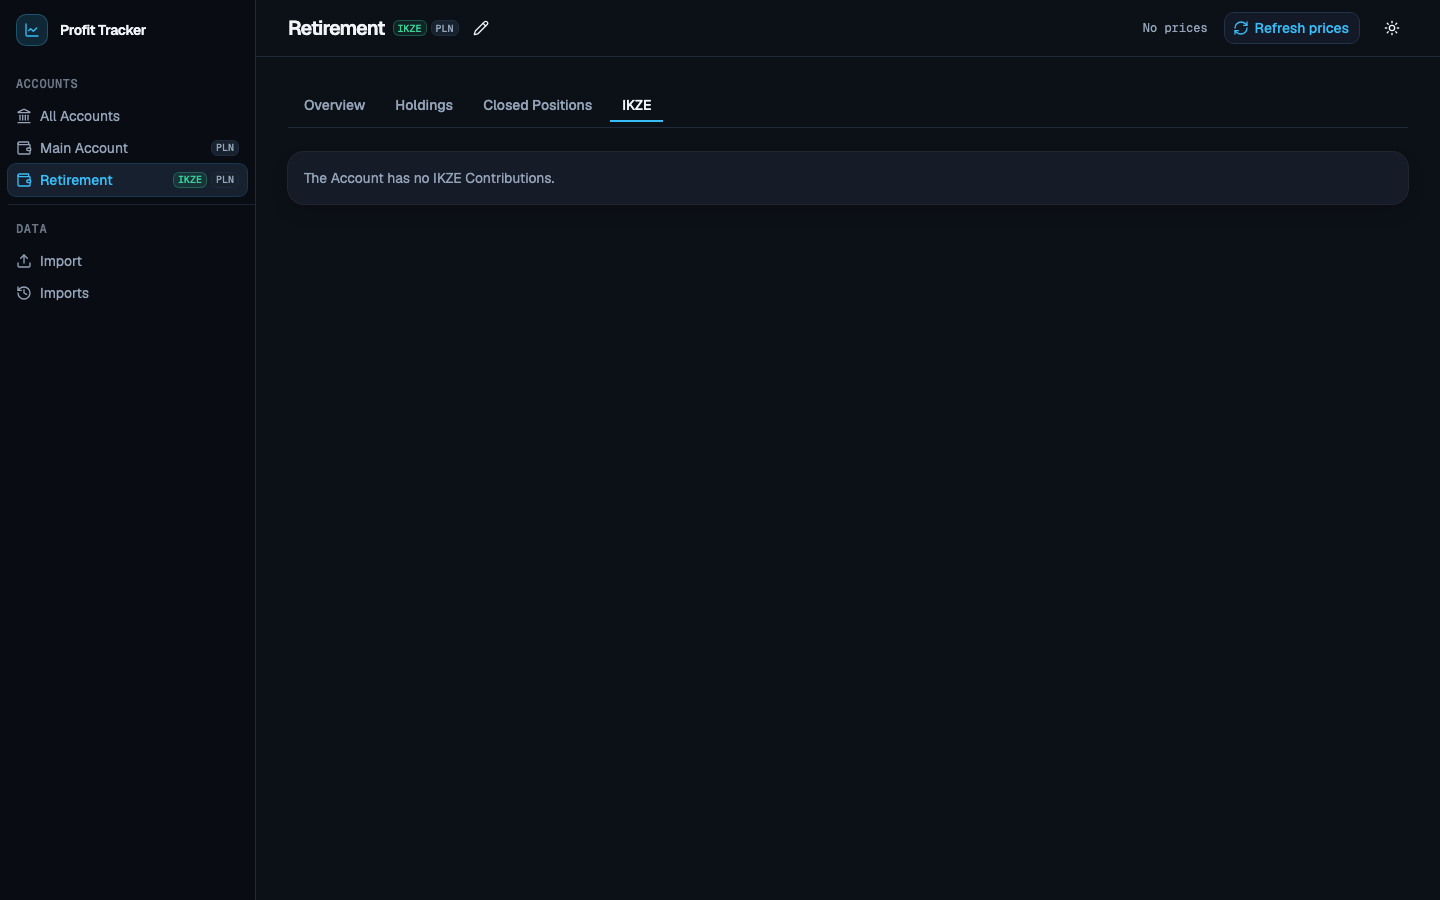 Profit Tracker
ACCOUNTS
All Accounts
Main Account PLN
Retirement IKZE PLN
DATA
Import
Imports
Retirement IKZE PLN
No prices Refresh prices
Overview Holdings Closed Positions IKZE
The Account has no IKZE Contributions.